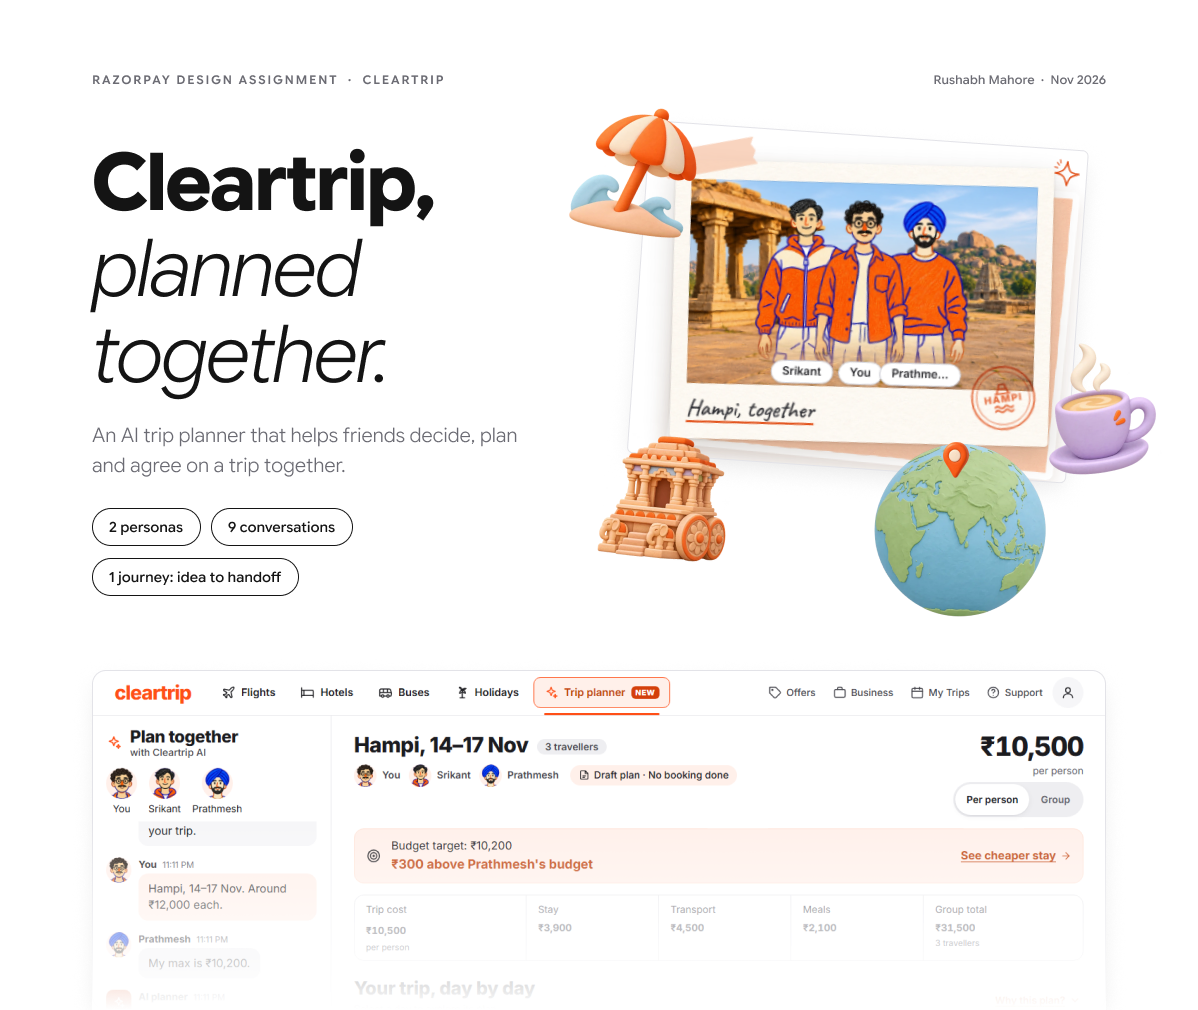 RAZORPAY DESIGN ASSIGNMENT · CLEARTRIP
Rushabh Mahore · Nov 2026
Cleartrip,
planned
together.
An AI trip planner that helps friends decide, plan
and agree on a trip together.
2 personas
9 conversations
1 journey: idea to handoff
Srikant
You
Prathme...
Hampi, together
HAMPI
cleartrip
Flights
Hotels
Buses
Holidays
Trip planner NEW
Offers
Business
My Trips
Support
Plan together
with Cleartrip AI
You
Srikant
Prathmesh
your trip.
You 11:11 PM
Hampi, 14–17 Nov. Around
₹12,000 each.
Prathmesh 11:11 PM
My max is ₹10,200.
AI planner 11:11 PM
Hampi, 14–17 Nov
3 travellers
You
Srikant
Prathmesh
Draft plan · No booking done
₹10,500
per person
Per person
Group
Budget target: ₹10,200
₹300 above Prathmesh's budget
See cheaper stay →
Trip cost
₹10,500
per person
Stay
₹3,900
Transport
₹4,500
Meals
₹2,100
Group total
₹31,500
3 travellers
Your trip, day by day